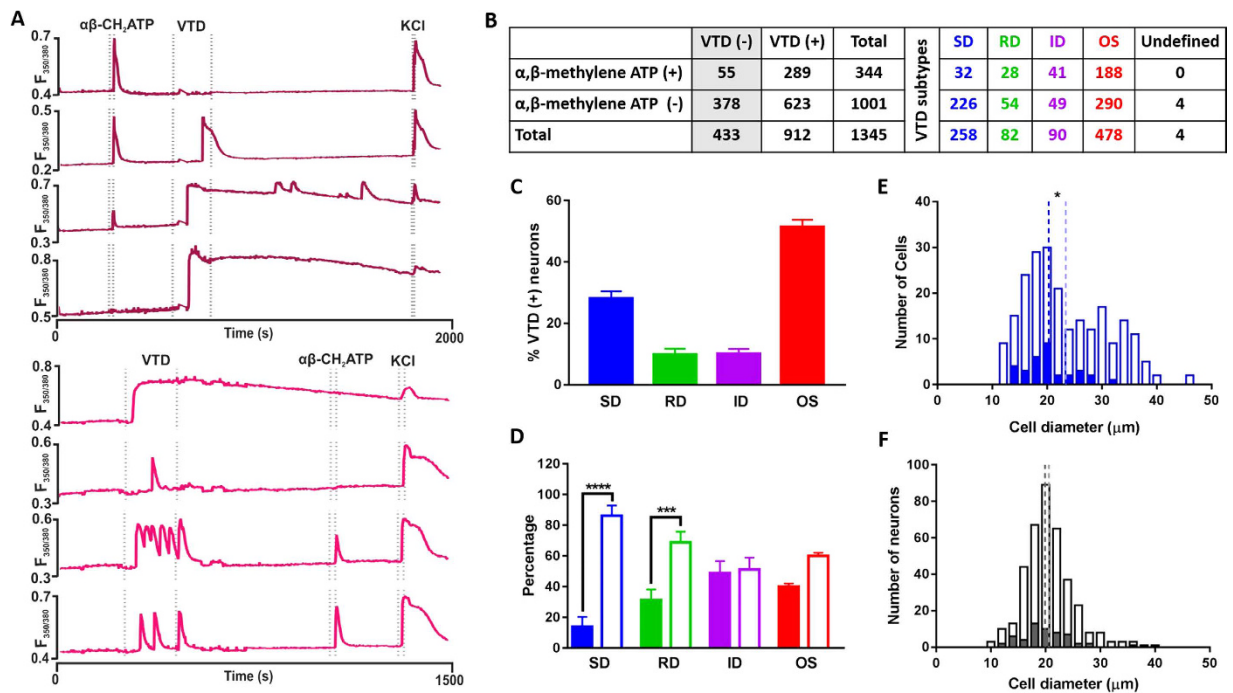 A
αβ-CH2ATP VTD KCl
0.7
F350/380
0.4
0.5
F350/380
0.2
0.7
F350/380
0.3
0.8
F350/380
0.5
0 Time (s) 2000
VTD αβ-CH2ATP KCl
0.8
F350/380
0.4
0.6
F350/380
0.3
0.6
F350/380
0.3
0.7
F350/380
0.4
0 Time (s) 1500
B
VTD (-) VTD (+) Total VTD subtypes SD RD ID OS Undefined
α,β-methylene ATP (+) 55 289 344 32 28 41 188 0
α,β-methylene ATP (-) 378 623 1001 226 54 49 290 4
Total 433 912 1345 258 82 90 478 4
C
% VTD (+) neurons
60
40
20
0
SD RD ID OS
D
Percentage
120
100
80
60
40
20
0
**** ***
SD RD ID OS
E
*
Number of Cells
40
30
20
10
0
0 10 20 30 40 50
Cell diameter (μm)
F
Number of neurons
100
80
60
40
20
0
0 10 20 30 40 50
Cell diameter (μm)